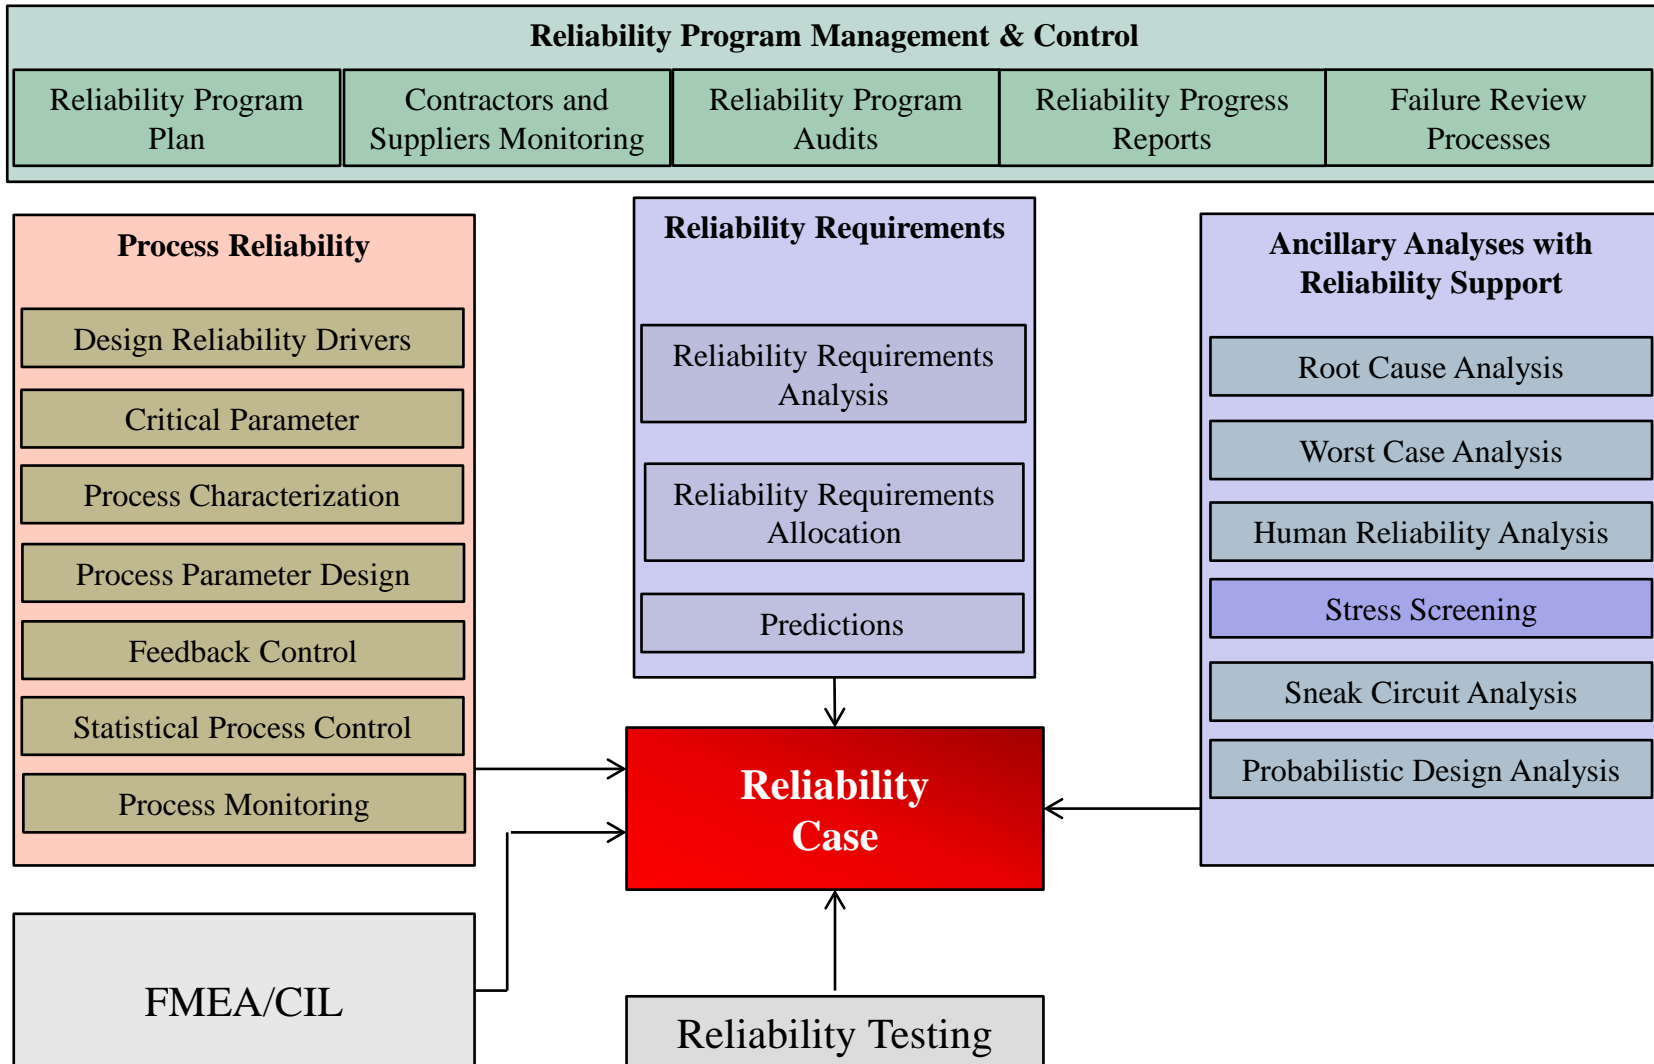 Reliability Program Management & Control
Reliability Program
Plan
Contractors and
Suppliers Monitoring
Reliability Program
Audits
Reliability Progress
Reports
Failure Review
Processes
Process Reliability
Design Reliability Drivers
Critical Parameter
Process Characterization
Process Parameter Design
Feedback Control
Statistical Process Control
Process Monitoring
Reliability Requirements
Reliability Requirements
Analysis
Reliability Requirements
Allocation
Predictions
Ancillary Analyses with
Reliability Support
Root Cause Analysis
Worst Case Analysis
Human Reliability Analysis
Stress Screening
Sneak Circuit Analysis
Probabilistic Design Analysis
Reliability
Case
FMEA/CIL
Reliability Testing